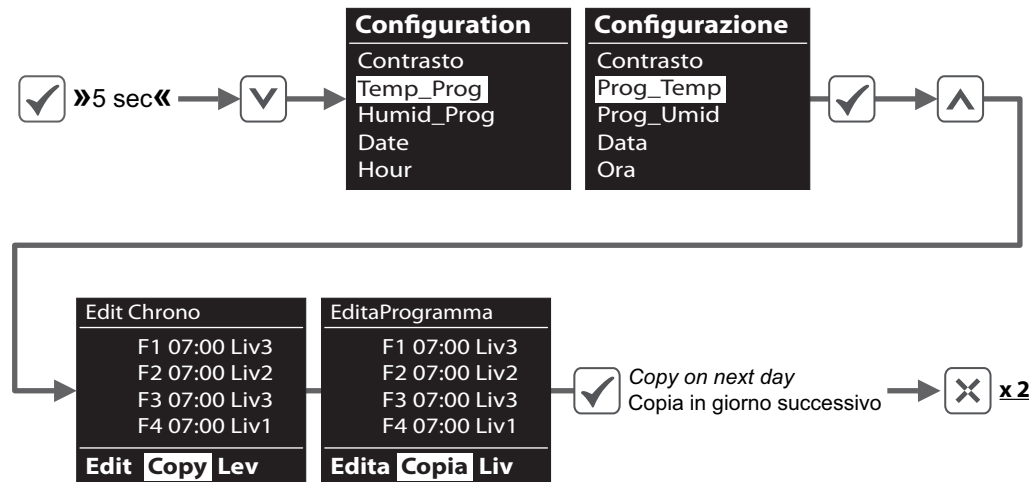 »5 sec«
Configuration
Contrasto
Temp_Prog
Humid_Prog
Date
Hour
Configurazione
Contrasto
Prog_Temp
Prog_Umid
Data
Ora
Edit Chrono
F1 07:00 Liv3
F2 07:00 Liv2
F3 07:00 Liv3
F4 07:00 Liv1
Edit Copy Lev
EditaProgramma
F1 07:00 Liv3
F2 07:00 Liv2
F3 07:00 Liv3
F4 07:00 Liv1
Edita Copia Liv
Copy on next day
Copia in giorno successivo
x 2